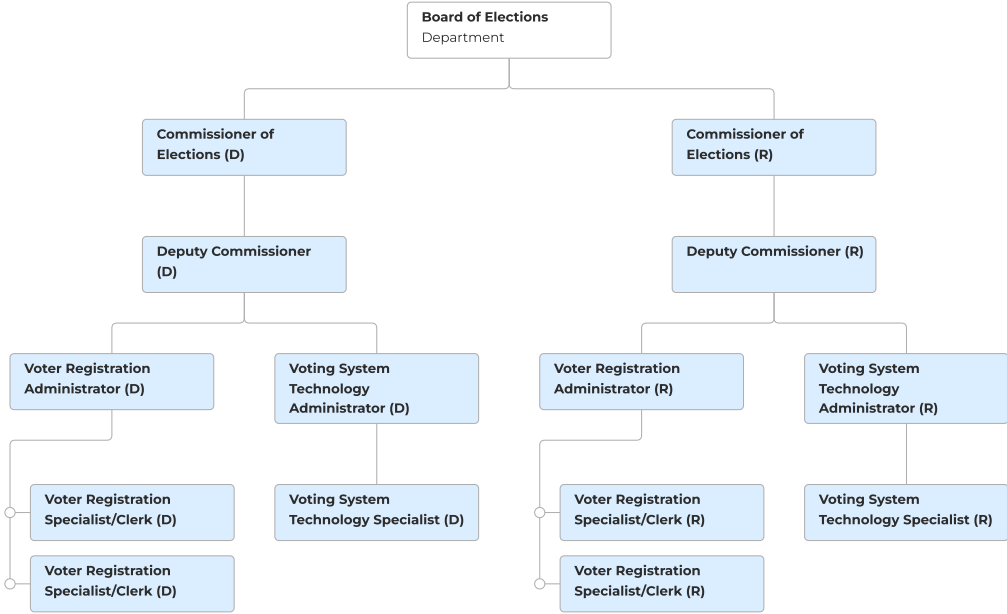 Board of Elections
Department
Commissioner of
Elections (D)
Commissioner of
Elections (R)
Deputy Commissioner
(D)
Deputy Commissioner (R)
Voter Registration
Administrator (D)
Voting System
Technology
Administrator (D)
Voter Registration
Administrator (R)
Voting System
Technology
Administrator (R)
Voter Registration
Specialist/Clerk (D)
Voting System
Technology Specialist (D)
Voter Registration
Specialist/Clerk (R)
Voting System
Technology Specialist (R)
Voter Registration
Specialist/Clerk (D)
Voter Registration
Specialist/Clerk (R)